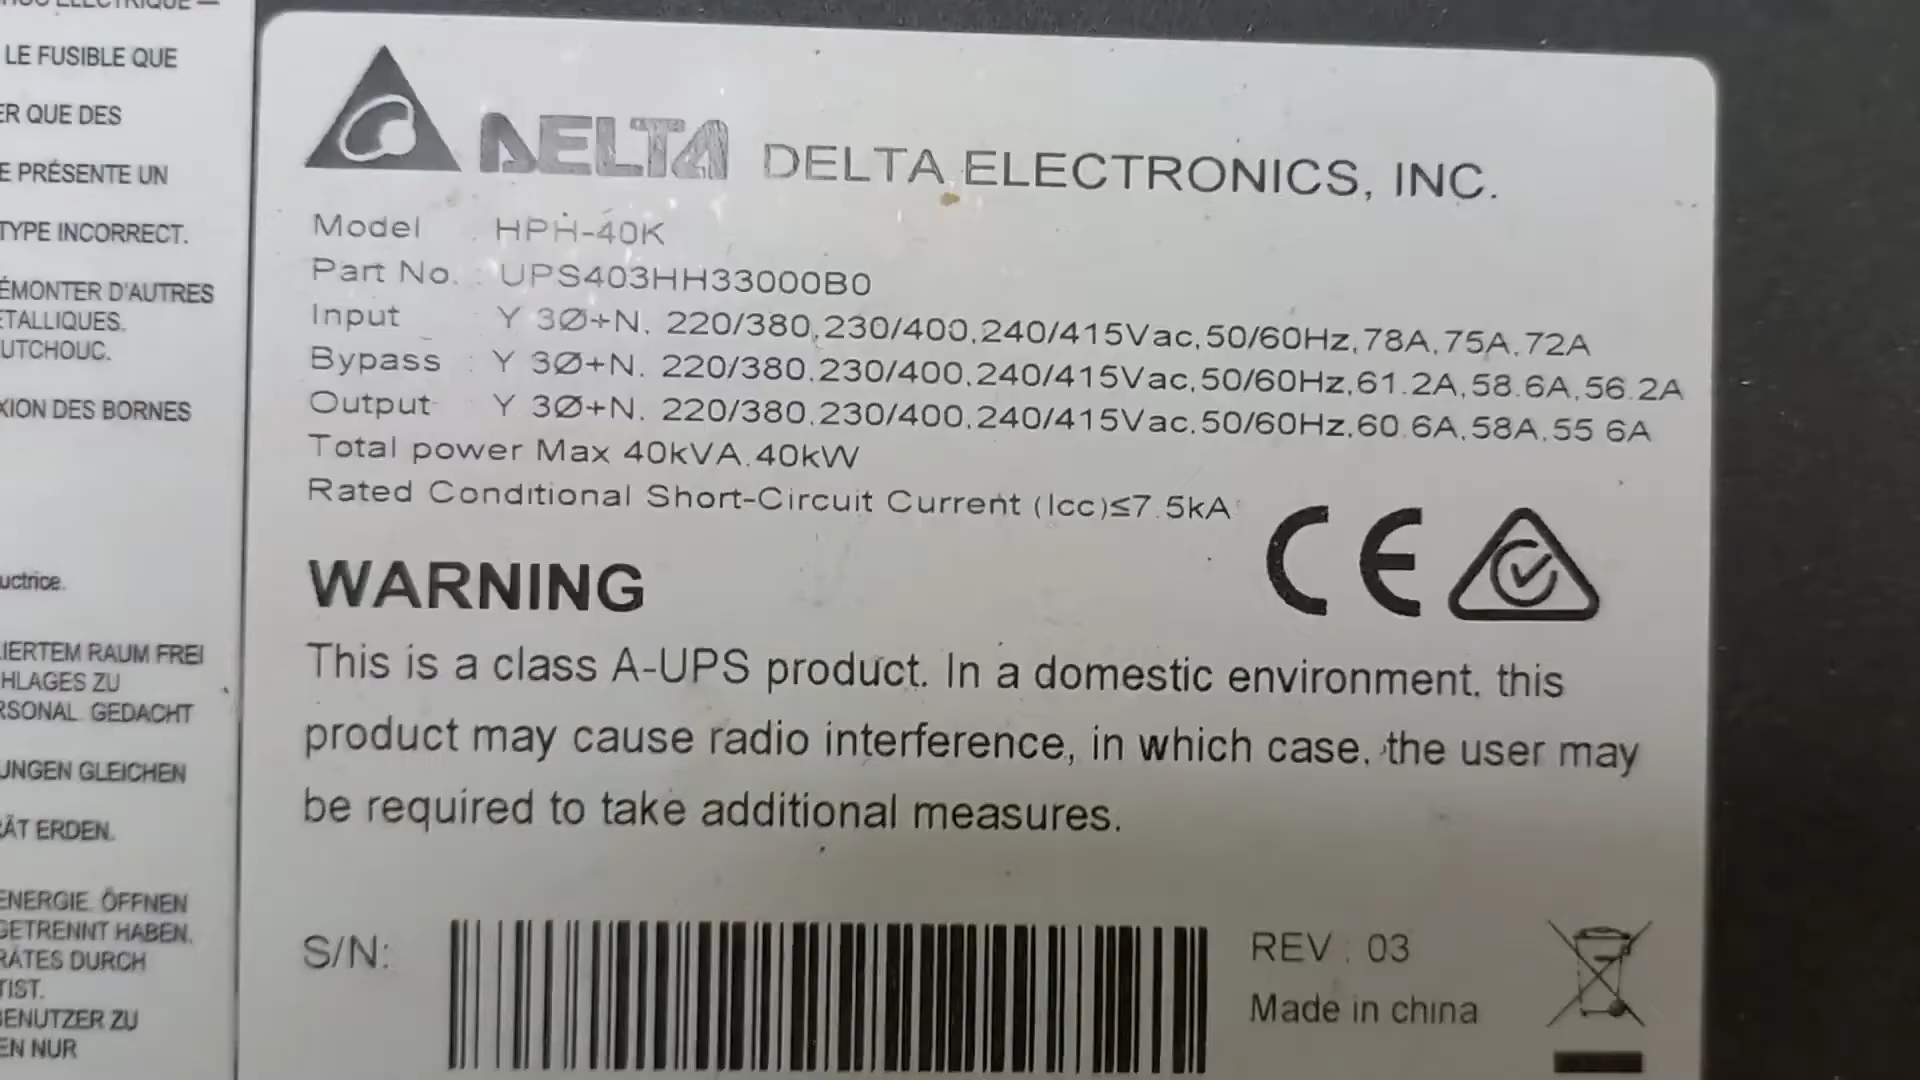 LE FUSIBLE QUE
ER QUE DES
E PRÉSENTE UN
TYPE INCORRECT.
ÉMONTER D'AUTRES
ETALLIQUES.
UTCHOUC.
XION DES BORNES
uctrice.
IERTEM RAUM FREI
HLAGES ZU
RSONAL GEDACHT
UNGEN GLEICHEN
ÄT ERDEN.
ENERGIE. ÖFFNEN
GETRENNT HABEN.
RÄTES DURCH
TIST.
BENUTZER ZU
EN NUR
DELTA DELTA ELECTRONICS, INC.
Model HPH-40K
Part No. : UPS403HH33000B0
Input Y 3Ø+N, 220/380,230/400,240/415Vac,50/60Hz,78A,75A,72A
Bypass : Y 3Ø+N, 220/380,230/400,240/415Vac,50/60Hz,61.2A,58.6A,56.2A
Output Y 3Ø+N, 220/380,230/400,240/415Vac,50/60Hz,60.6A,58A,55.6A
Total power Max 40kVA,40kW
Rated Conditional Short-Circuit Current (Icc)≤7.5kA
CE
WARNING
This is a class A-UPS product. In a domestic environment, this
product may cause radio interference, in which case, the user may
be required to take additional measures.
S/N:
REV : 03
Made in china